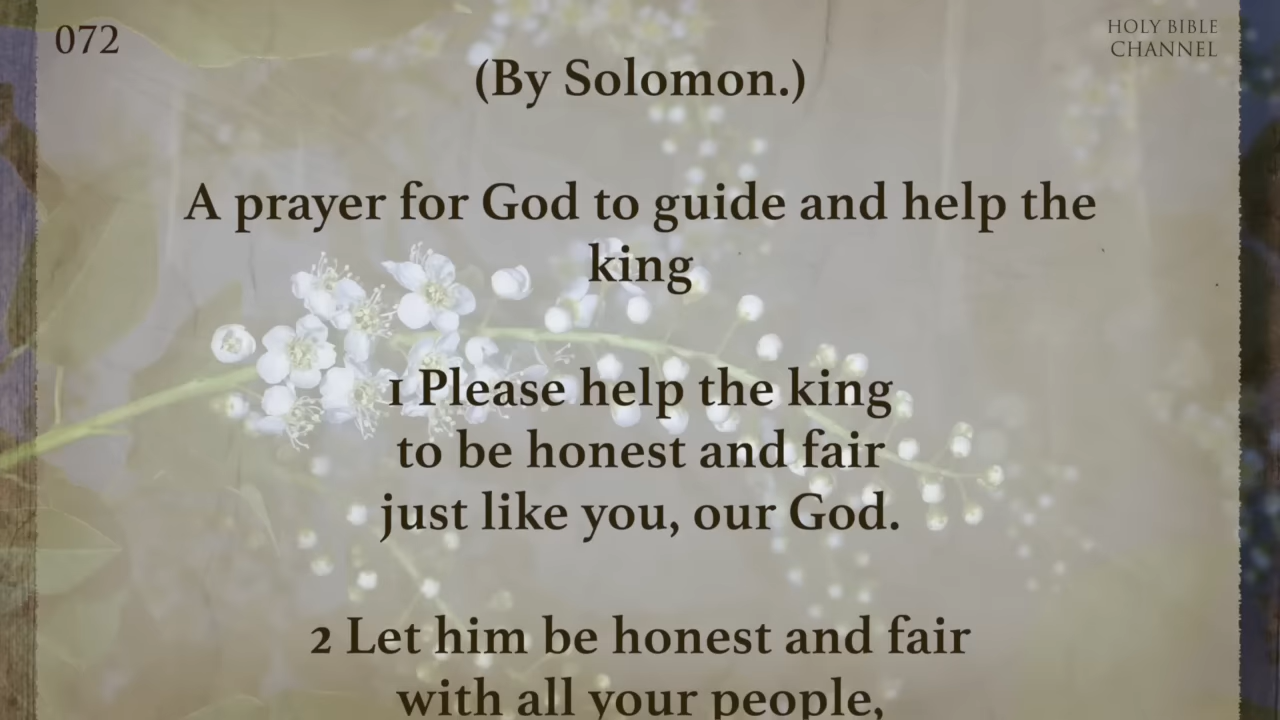 072
HOLY BIBLE
CHANNEL
(By Solomon.)
A prayer for God to guide and help the
king
1 Please help the king
to be honest and fair
just like you, our God.
2 Let him be honest and fair
with all your people,